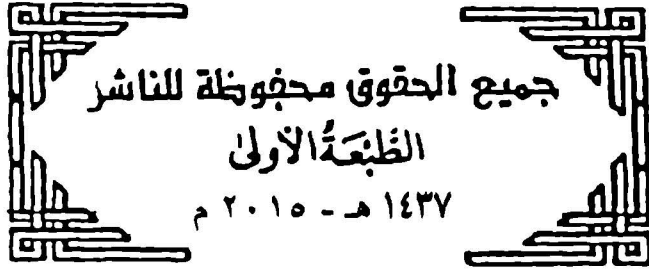 جميع الحقوق محفوظة للناشر
الطَّبْعَةُ الأولى
١٤٣٧ هـ - ٢٠١٥ م